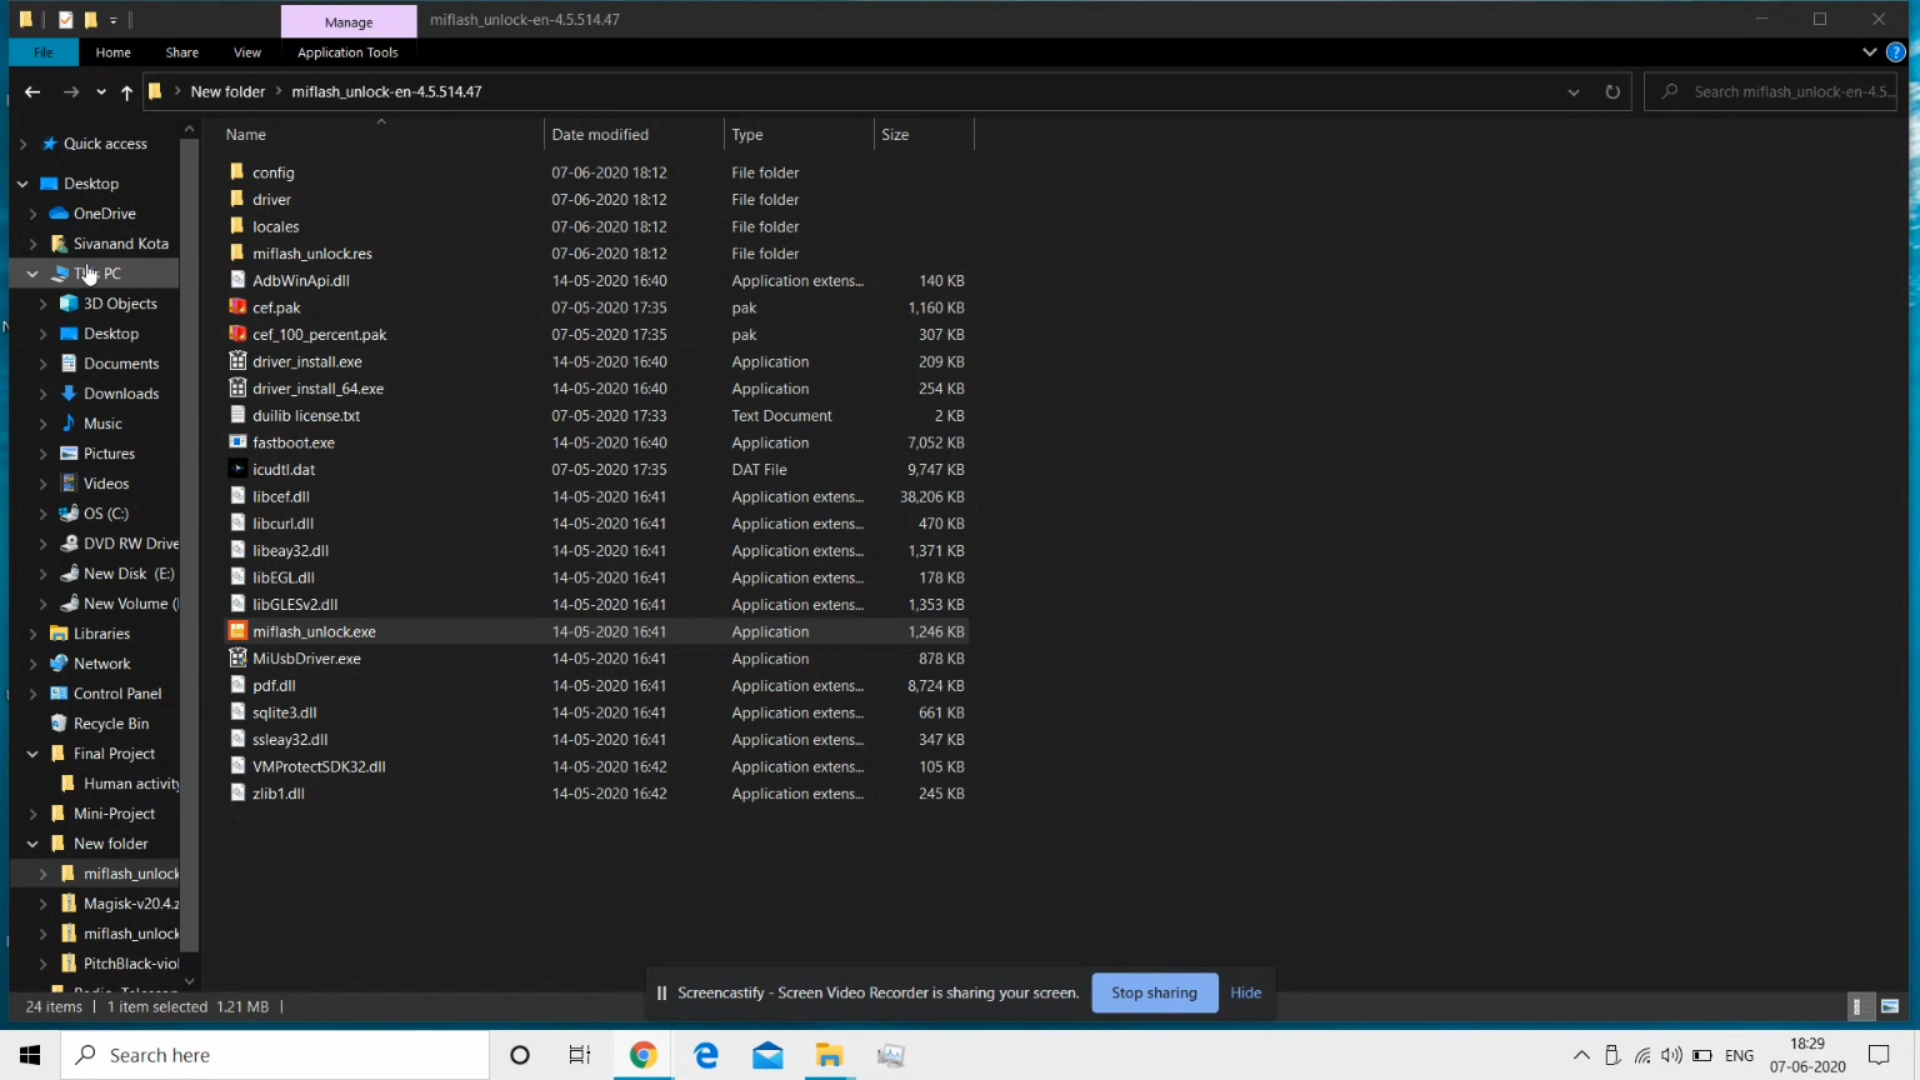 Manage
miflash_unlock-en-4.5.514.47
File
Home
Share
View
Application Tools
New folder
miflash_unlock-en-4.5.514.47
Search miflash_unlock-en-4.5...
Quick access
Desktop
OneDrive
Sivanand Kota
PC
3D Objects
Desktop
Documents
Downloads
Music
Pictures
Videos
OS (C:)
DVD RW Drive
New Disk (E:)
New Volume (
Libraries
Network
Control Panel
Recycle Bin
Final Project
Human activity
Mini-Project
New folder
miflash_unlock
Magisk-v20.4.z
miflash_unlock
PitchBlack-viol
Name Date modified Type Size
config 07-06-2020 18:12 File folder
driver 07-06-2020 18:12 File folder
locales 07-06-2020 18:12 File folder
miflash_unlock.res 07-06-2020 18:12 File folder
AdbWinApi.dll 14-05-2020 16:40 Application extens... 140 KB
cef.pak 07-05-2020 17:35 pak 1,160 KB
cef_100_percent.pak 07-05-2020 17:35 pak 307 KB
driver_install.exe 14-05-2020 16:40 Application 209 KB
driver_install_64.exe 14-05-2020 16:40 Application 254 KB
duilib license.txt 07-05-2020 17:33 Text Document 2 KB
fastboot.exe 14-05-2020 16:40 Application 7,052 KB
icudtl.dat 07-05-2020 17:35 DAT File 9,747 KB
libcef.dll 14-05-2020 16:41 Application extens... 38,206 KB
libcurl.dll 14-05-2020 16:41 Application extens... 470 KB
libeay32.dll 14-05-2020 16:41 Application extens... 1,371 KB
libEGL.dll 14-05-2020 16:41 Application extens... 178 KB
libGLESv2.dll 14-05-2020 16:41 Application extens... 1,353 KB
miflash_unlock.exe 14-05-2020 16:41 Application 1,246 KB
MiUsbDriver.exe 14-05-2020 16:41 Application 878 KB
pdf.dll 14-05-2020 16:41 Application extens... 8,724 KB
sqlite3.dll 14-05-2020 16:41 Application extens... 661 KB
ssleay32.dll 14-05-2020 16:41 Application extens... 347 KB
VMProtectSDK32.dll 14-05-2020 16:42 Application extens... 105 KB
zlib1.dll 14-05-2020 16:42 Application extens... 245 KB
24 items 1 item selected 1.21 MB
Screencastify - Screen Video Recorder is sharing your screen. Stop sharing Hide
Search here
ENG
18:29
07-06-2020